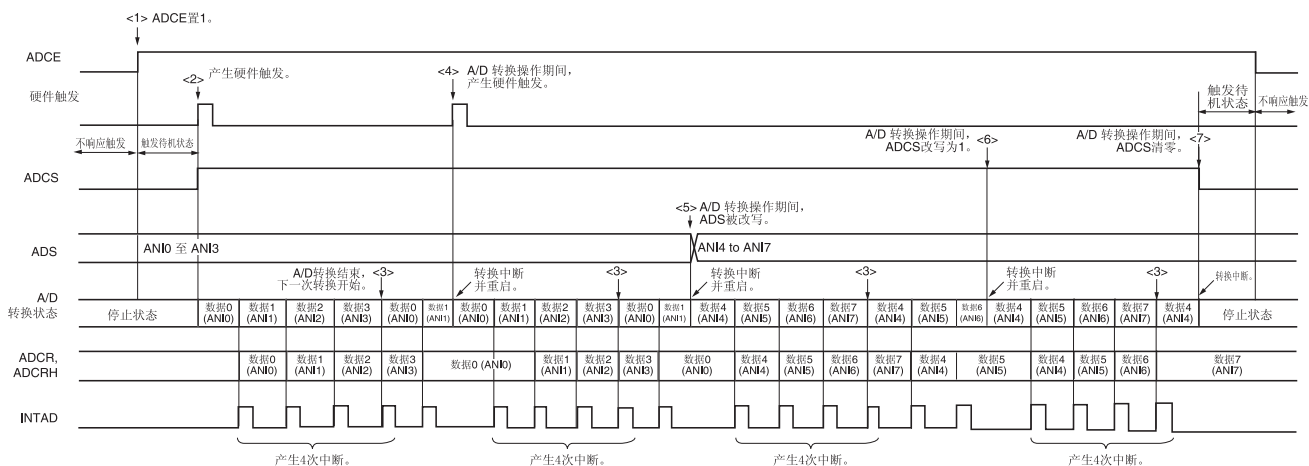 <1> ADCE置1。
ADCE
<2> 产生硬件触发。
<4> A/D 转换操作期间，
产生硬件触发。
硬件触发
触发待
机状态
不响应触发
不响应触发
触发待机状态
A/D 转换操作期间，
ADCS改写为1。
<6>
A/D 转换操作期间，
ADCS清零。
<7>
ADCS
<5> A/D 转换操作期间，
ADS被改写。
ADS
ANI0 至 ANI3
ANI4 to ANI7
A/D转换结束，
下一次转换开始。
<3>
转换中断
并重启。
<3>
转换中断
并重启。
<3>
转换中断
并重启。
<3>
转换中断。
A/D
转换状态
停止状态
数据0
(ANI0)
数据1
(ANI1)
数据2
(ANI2)
数据3
(ANI3)
数据0
(ANI0)
数据1
(ANI1)
数据0
(ANI0)
数据1
(ANI1)
数据2
(ANI2)
数据3
(ANI3)
数据0
(ANI0)
数据1
(ANI1)
数据4
(ANI4)
数据5
(ANI5)
数据6
(ANI6)
数据7
(ANI7)
数据4
(ANI4)
数据5
(ANI5)
数据6
(ANI6)
数据4
(ANI4)
数据5
(ANI5)
数据6
(ANI6)
数据7
(ANI7)
数据4
(ANI4)
停止状态
ADCR,
ADCRH
数据0
(ANI0)
数据1
(ANI1)
数据2
(ANI2)
数据3
(ANI3)
数据0 (ANI0)
数据1
(ANI1)
数据2
(ANI2)
数据3
(ANI3)
数据0
(ANI0)
数据4
(ANI4)
数据5
(ANI5)
数据6
(ANI6)
数据7
(ANI7)
数据4
(ANI4)
数据5
(ANI5)
数据4
(ANI4)
数据5
(ANI5)
数据6
(ANI6)
数据7
(ANI7)
INTAD
产生4次中断。
产生4次中断。
产生4次中断。
产生4次中断。